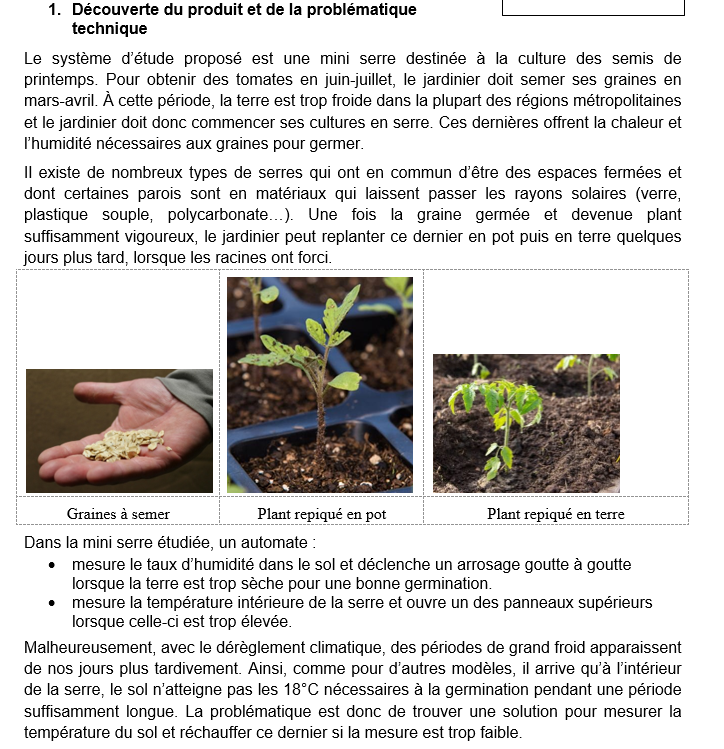 1. Découverte du produit et de la problématique
technique
Le système d’étude proposé est une mini serre destinée à la culture des semis de
printemps. Pour obtenir des tomates en juin-juillet, le jardinier doit semer ses graines en
mars-avril. À cette période, la terre est trop froide dans la plupart des régions métropolitaines
et le jardinier doit donc commencer ses cultures en serre. Ces dernières offrent la chaleur et
l’humidité nécessaires aux graines pour germer.
Il existe de nombreux types de serres qui ont en commun d’être des espaces fermées et
dont certaines parois sont en matériaux qui laissent passer les rayons solaires (verre,
plastique souple, polycarbonate…). Une fois la graine germée et devenue plant
suffisamment vigoureux, le jardinier peut replanter ce dernier en pot puis en terre quelques
jours plus tard, lorsque les racines ont forci.
Graines à semer
Plant repiqué en pot
Plant repiqué en terre
Dans la mini serre étudiée, un automate :
• mesure le taux d’humidité dans le sol et déclenche un arrosage goutte à goutte
lorsque la terre est trop sèche pour une bonne germination.
• mesure la température intérieure de la serre et ouvre un des panneaux supérieurs
lorsque celle-ci est trop élevée.
Malheureusement, avec le dérèglement climatique, des périodes de grand froid apparaissent
de nos jours plus tardivement. Ainsi, comme pour d’autres modèles, il arrive qu’à l’intérieur
de la serre, le sol n’atteigne pas les 18°C nécessaires à la germination pendant une période
suffisamment longue. La problématique est donc de trouver une solution pour mesurer la
température du sol et réchauffer ce dernier si la mesure est trop faible.